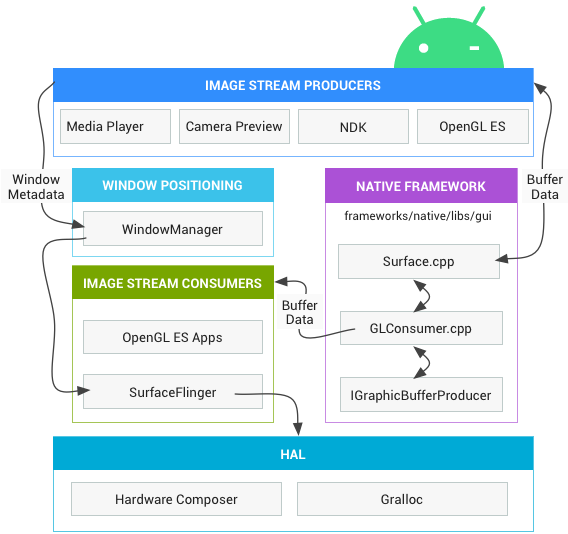 IMAGE STREAM PRODUCERS
Media Player
Camera Preview
NDK
OpenGL ES
Window
Metadata
Buffer
Data
WINDOW POSITIONING
WindowManager
NATIVE FRAMEWORK
frameworks/native/libs/gui
Surface.cpp
IMAGE STREAM CONSUMERS
Buffer
Data
OpenGL ES Apps
GLConsumer.cpp
SurfaceFlinger
IGraphicBufferProducer
HAL
Hardware Composer
Gralloc